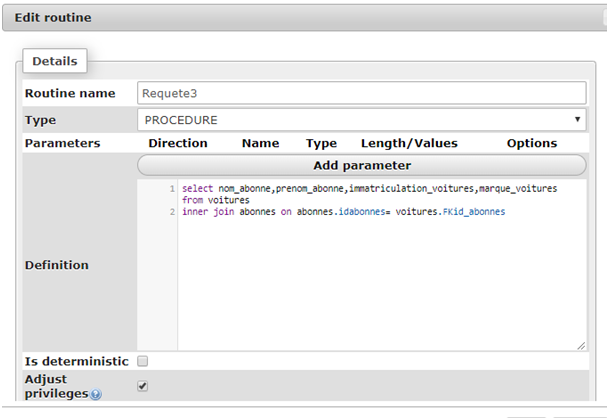 Edit routine
Details
Routine name Requete3
Type PROCEDURE
Parameters Direction Name Type Length/Values Options
Add parameter
Definition
1 select nom_abonne,prenom_abonne,immatriculation_voitures,marque_voitures
from voitures
2 inner join abonnes on abonnes.idabonnes= voitures.FKid_abonnes
Is deterministic
Adjust
privileges